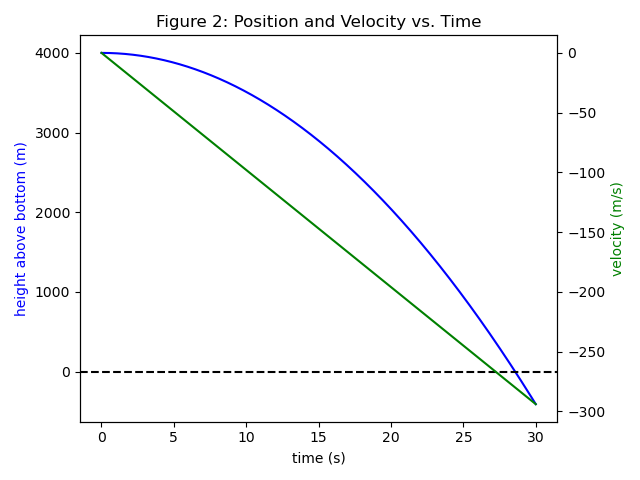 Figure 2: Position and Velocity vs. Time
height above bottom (m)
4000
3000
2000
1000
0
0
−50
−100
−150
−200
−250
−300
velocity (m/s)
0 5 10 15 20 25 30
time (s)